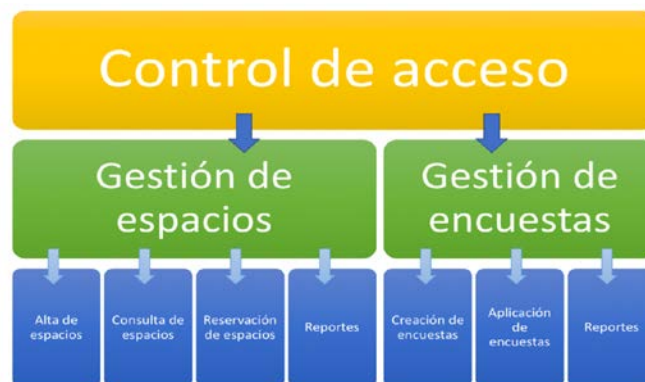 Control de acceso
Gestión de
espacios
Gestión de
encuestas
Alta de
espacios
Consulta de
espacios
Reservación
de espacios
Reportes
Creación de
encuestas
Aplicación
de
encuestas
Reportes